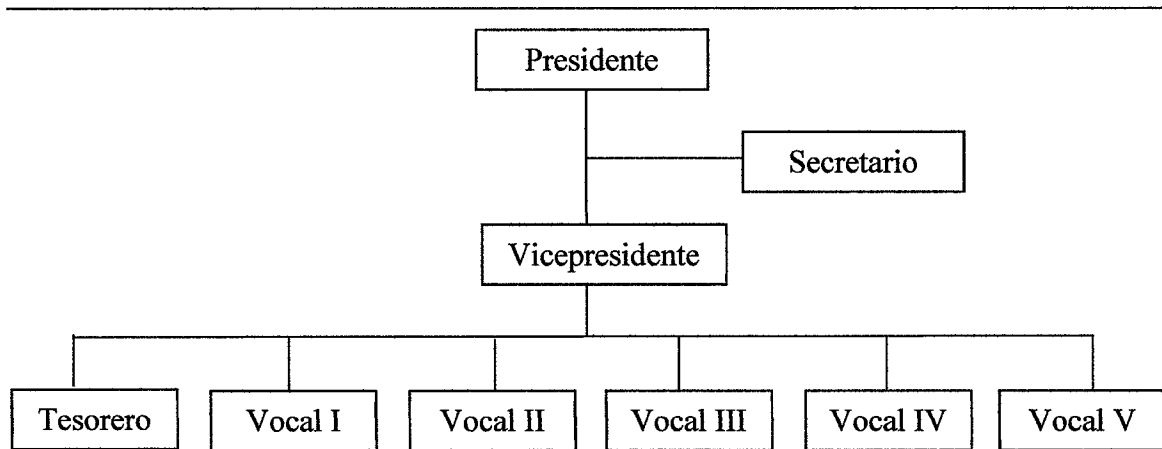 Presidente
Secretario
Vicepresidente
Tesorero
Vocal I
Vocal II
Vocal III
Vocal IV
Vocal V